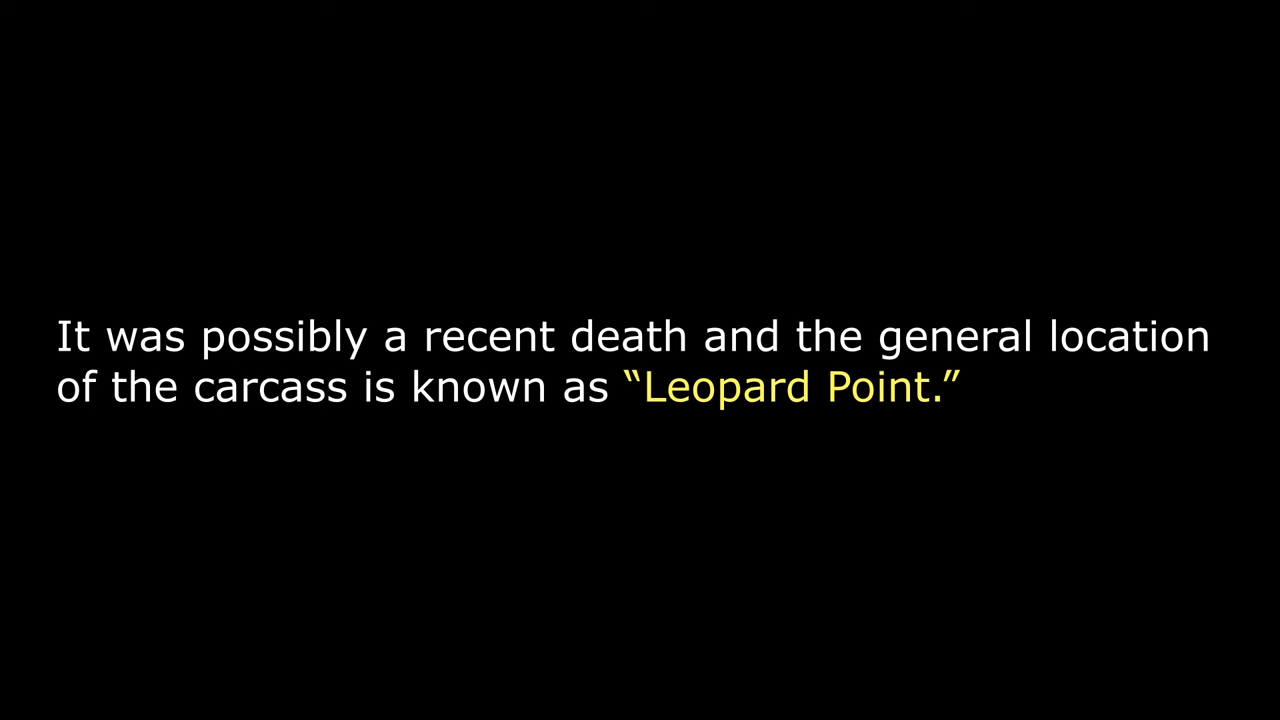 It was possibly a recent death and the general location
of the carcass is known as “Leopard Point.”